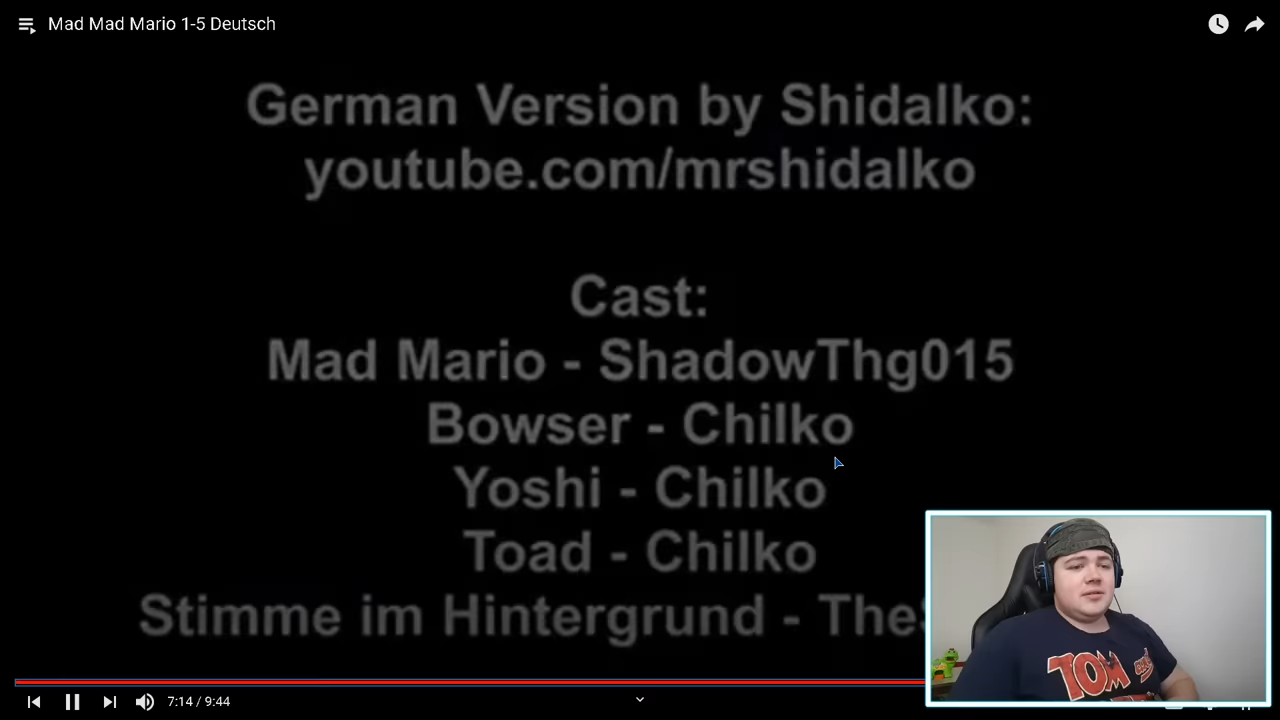 Mad Mad Mario 1-5 Deutsch
German Version by Shidalko:
youtube.com/mrshidalko
Cast:
Mad Mario - ShadowThg015
Bowser - Chilko
Yoshi - Chilko
Toad - Chilko
Stimme im Hintergrund -
TOM
7:14 / 9:44